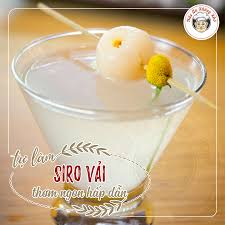 tự làm
SIRO VẢI
thơm ngon hấp dẫn